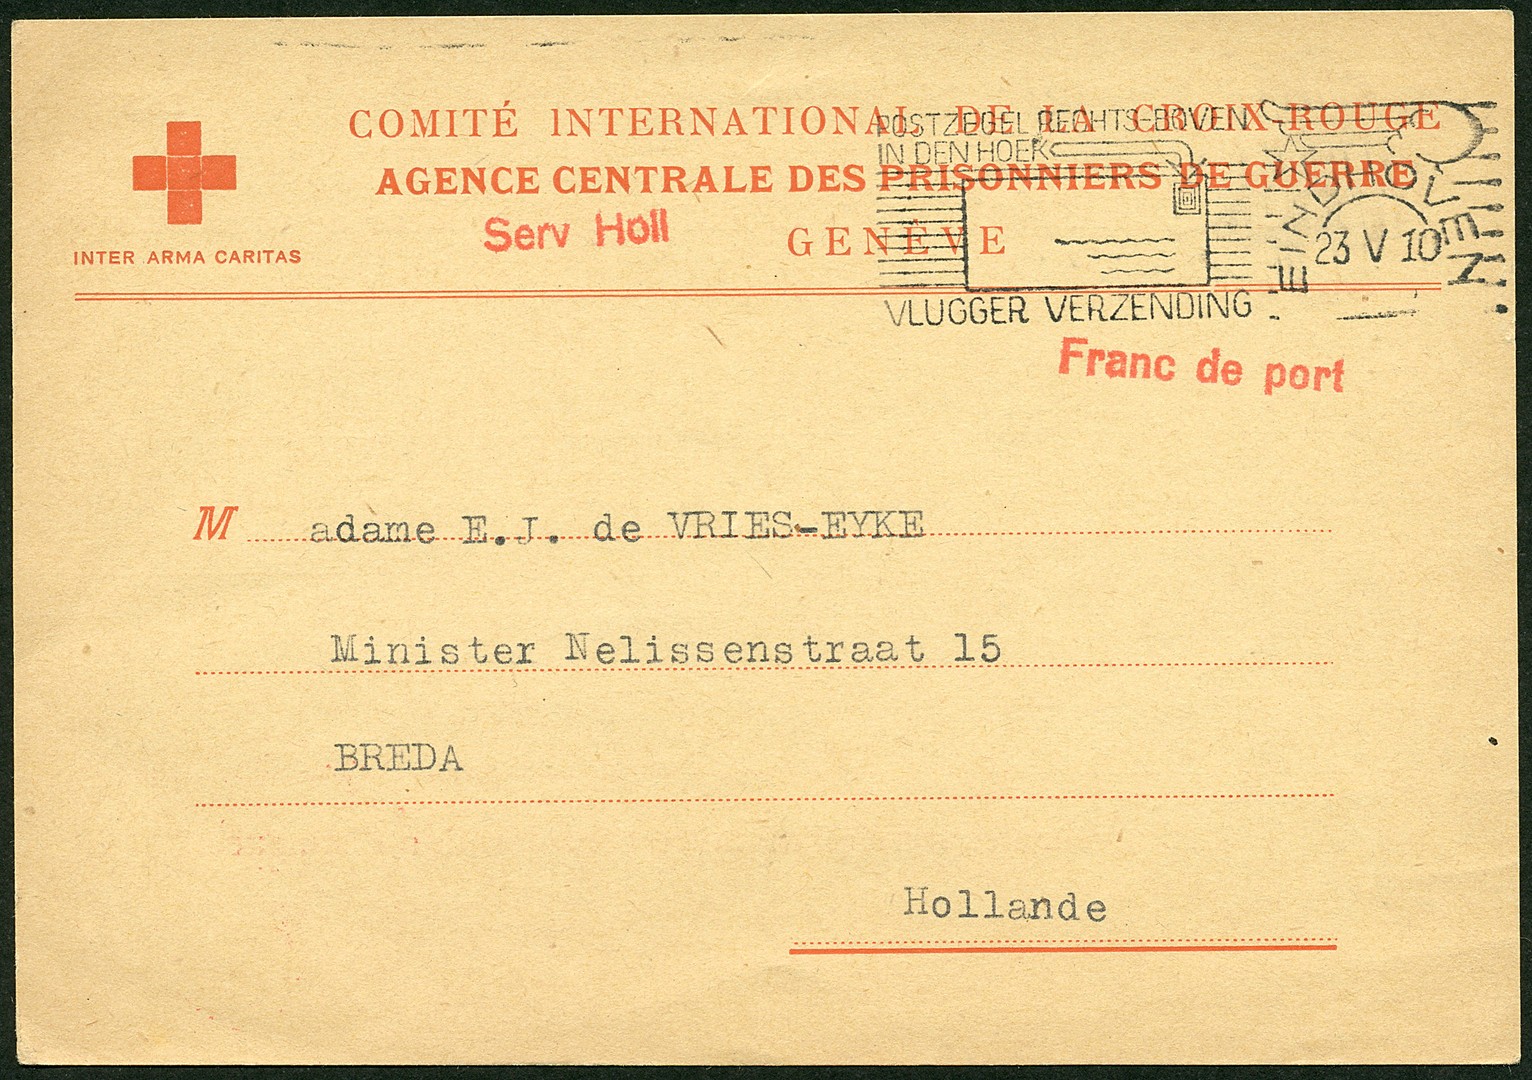 COMITÉ INTERNATIONAL DE LA CROIX-ROUGE
AGENCE CENTRALE DES PRISONNIERS DE GUERRE
Serv Holl
GENÈVE
INTER ARMA CARITAS
POSTZEGEL RECHTS-BOVEN
IN DEN HOEK
VLUGGER VERZENDING
EINDHOVEN
23 V 10
Franc de port
M adame E.J. de VRIES-EYKE
Minister Nelissenstraat 15
BREDA
Hollande